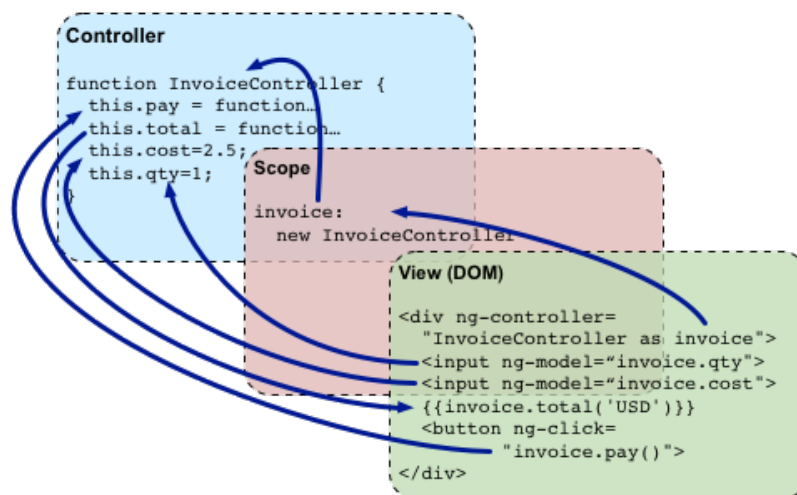 Controller
function InvoiceController {
this.pay = function…
this.total = function…
this.cost=2.5;
this.qty=1;
}
Scope
invoice:
new InvoiceController
View (DOM)
<div ng-controller=
"InvoiceController as invoice">
<input ng-model=“invoice.qty">
<input ng-model=“invoice.cost">
{{invoice.total('USD')}}
<button ng-click=
"invoice.pay()">
</div>